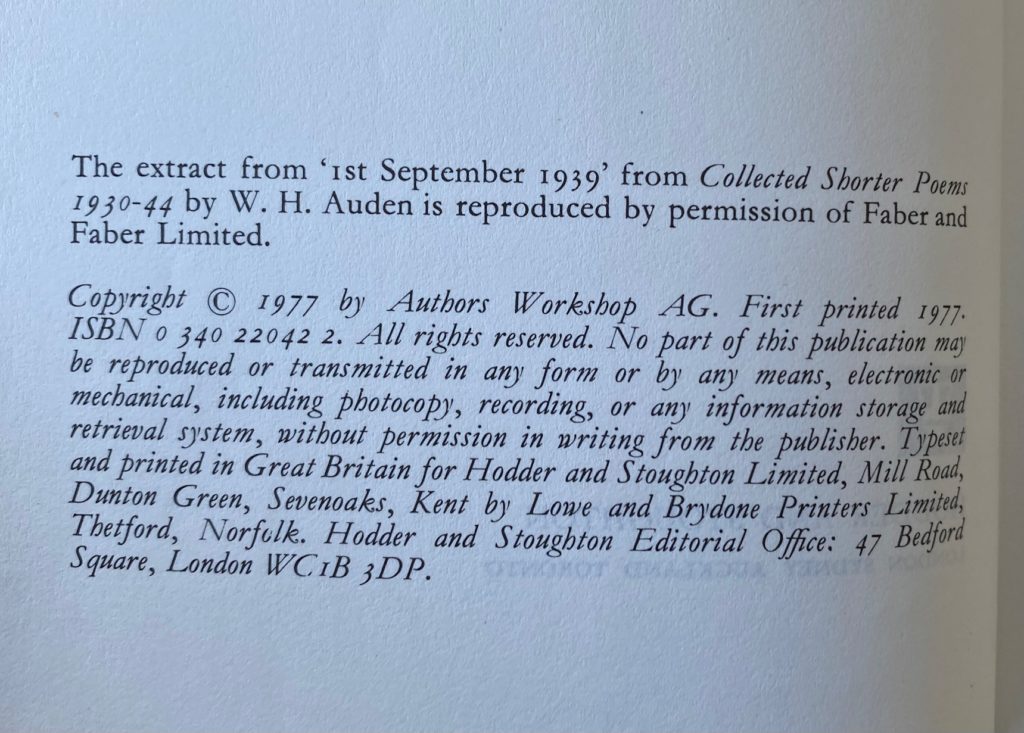 The extract from ‘1st September 1939’ from Collected Shorter Poems
1930-44 by W. H. Auden is reproduced by permission of Faber and
Faber Limited.
Copyright © 1977 by Authors Workshop AG. First printed 1977.
ISBN 0 340 22042 2. All rights reserved. No part of this publication may
be reproduced or transmitted in any form or by any means, electronic or
mechanical, including photocopy, recording, or any information storage and
retrieval system, without permission in writing from the publisher. Typeset
and printed in Great Britain for Hodder and Stoughton Limited, Mill Road,
Dunton Green, Sevenoaks, Kent by Lowe and Brydone Printers Limited,
Thetford, Norfolk. Hodder and Stoughton Editorial Office: 47 Bedford
Square, London WC1B 3DP.
LONDON SYDNEY AUCKLAND TORONTO